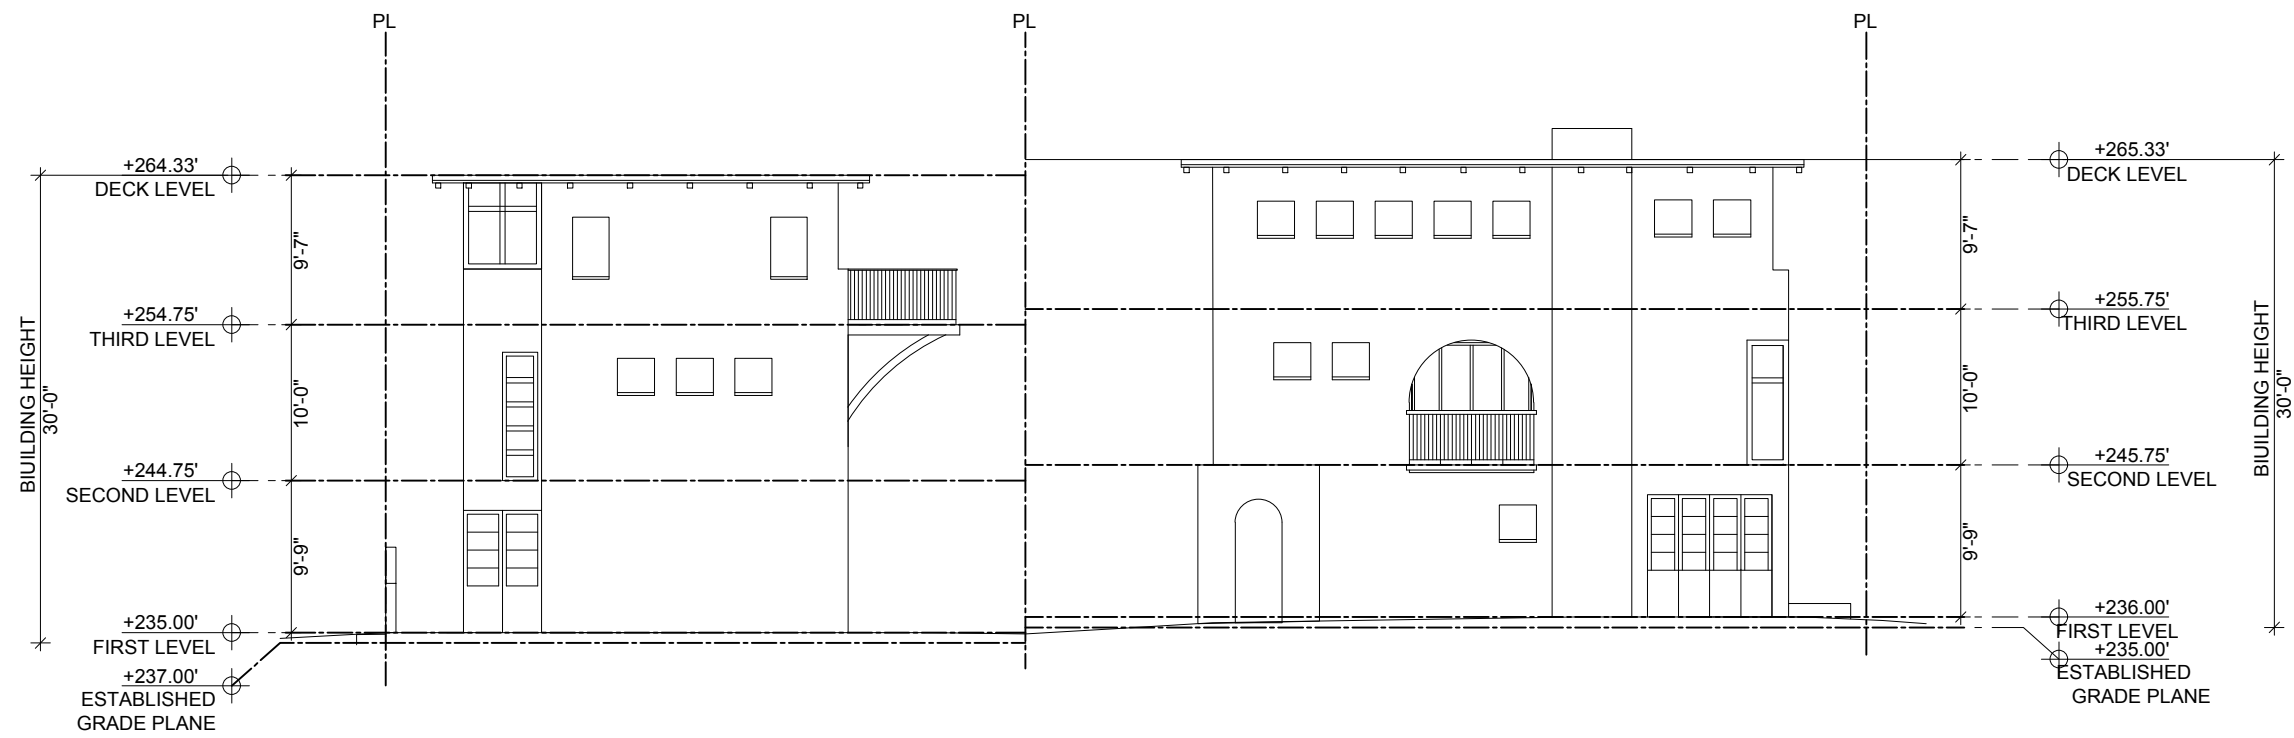 PL
PL
PL
+264.33'
DECK LEVEL
9'-7"
+254.75'
THIRD LEVEL
BIUILDING HEIGHT
30'-0"
10'-0"
+244.75'
SECOND LEVEL
9'-9"
+235.00'
FIRST LEVEL
+237.00'
ESTABLISHED
GRADE PLANE
+265.33'
DECK LEVEL
9'-7"
+255.75'
THIRD LEVEL
BIUILDING HEIGHT
30'-0"
10'-0"
+245.75'
SECOND LEVEL
9'-9"
+236.00'
FIRST LEVEL
+235.00'
ESTABLISHED
GRADE PLANE